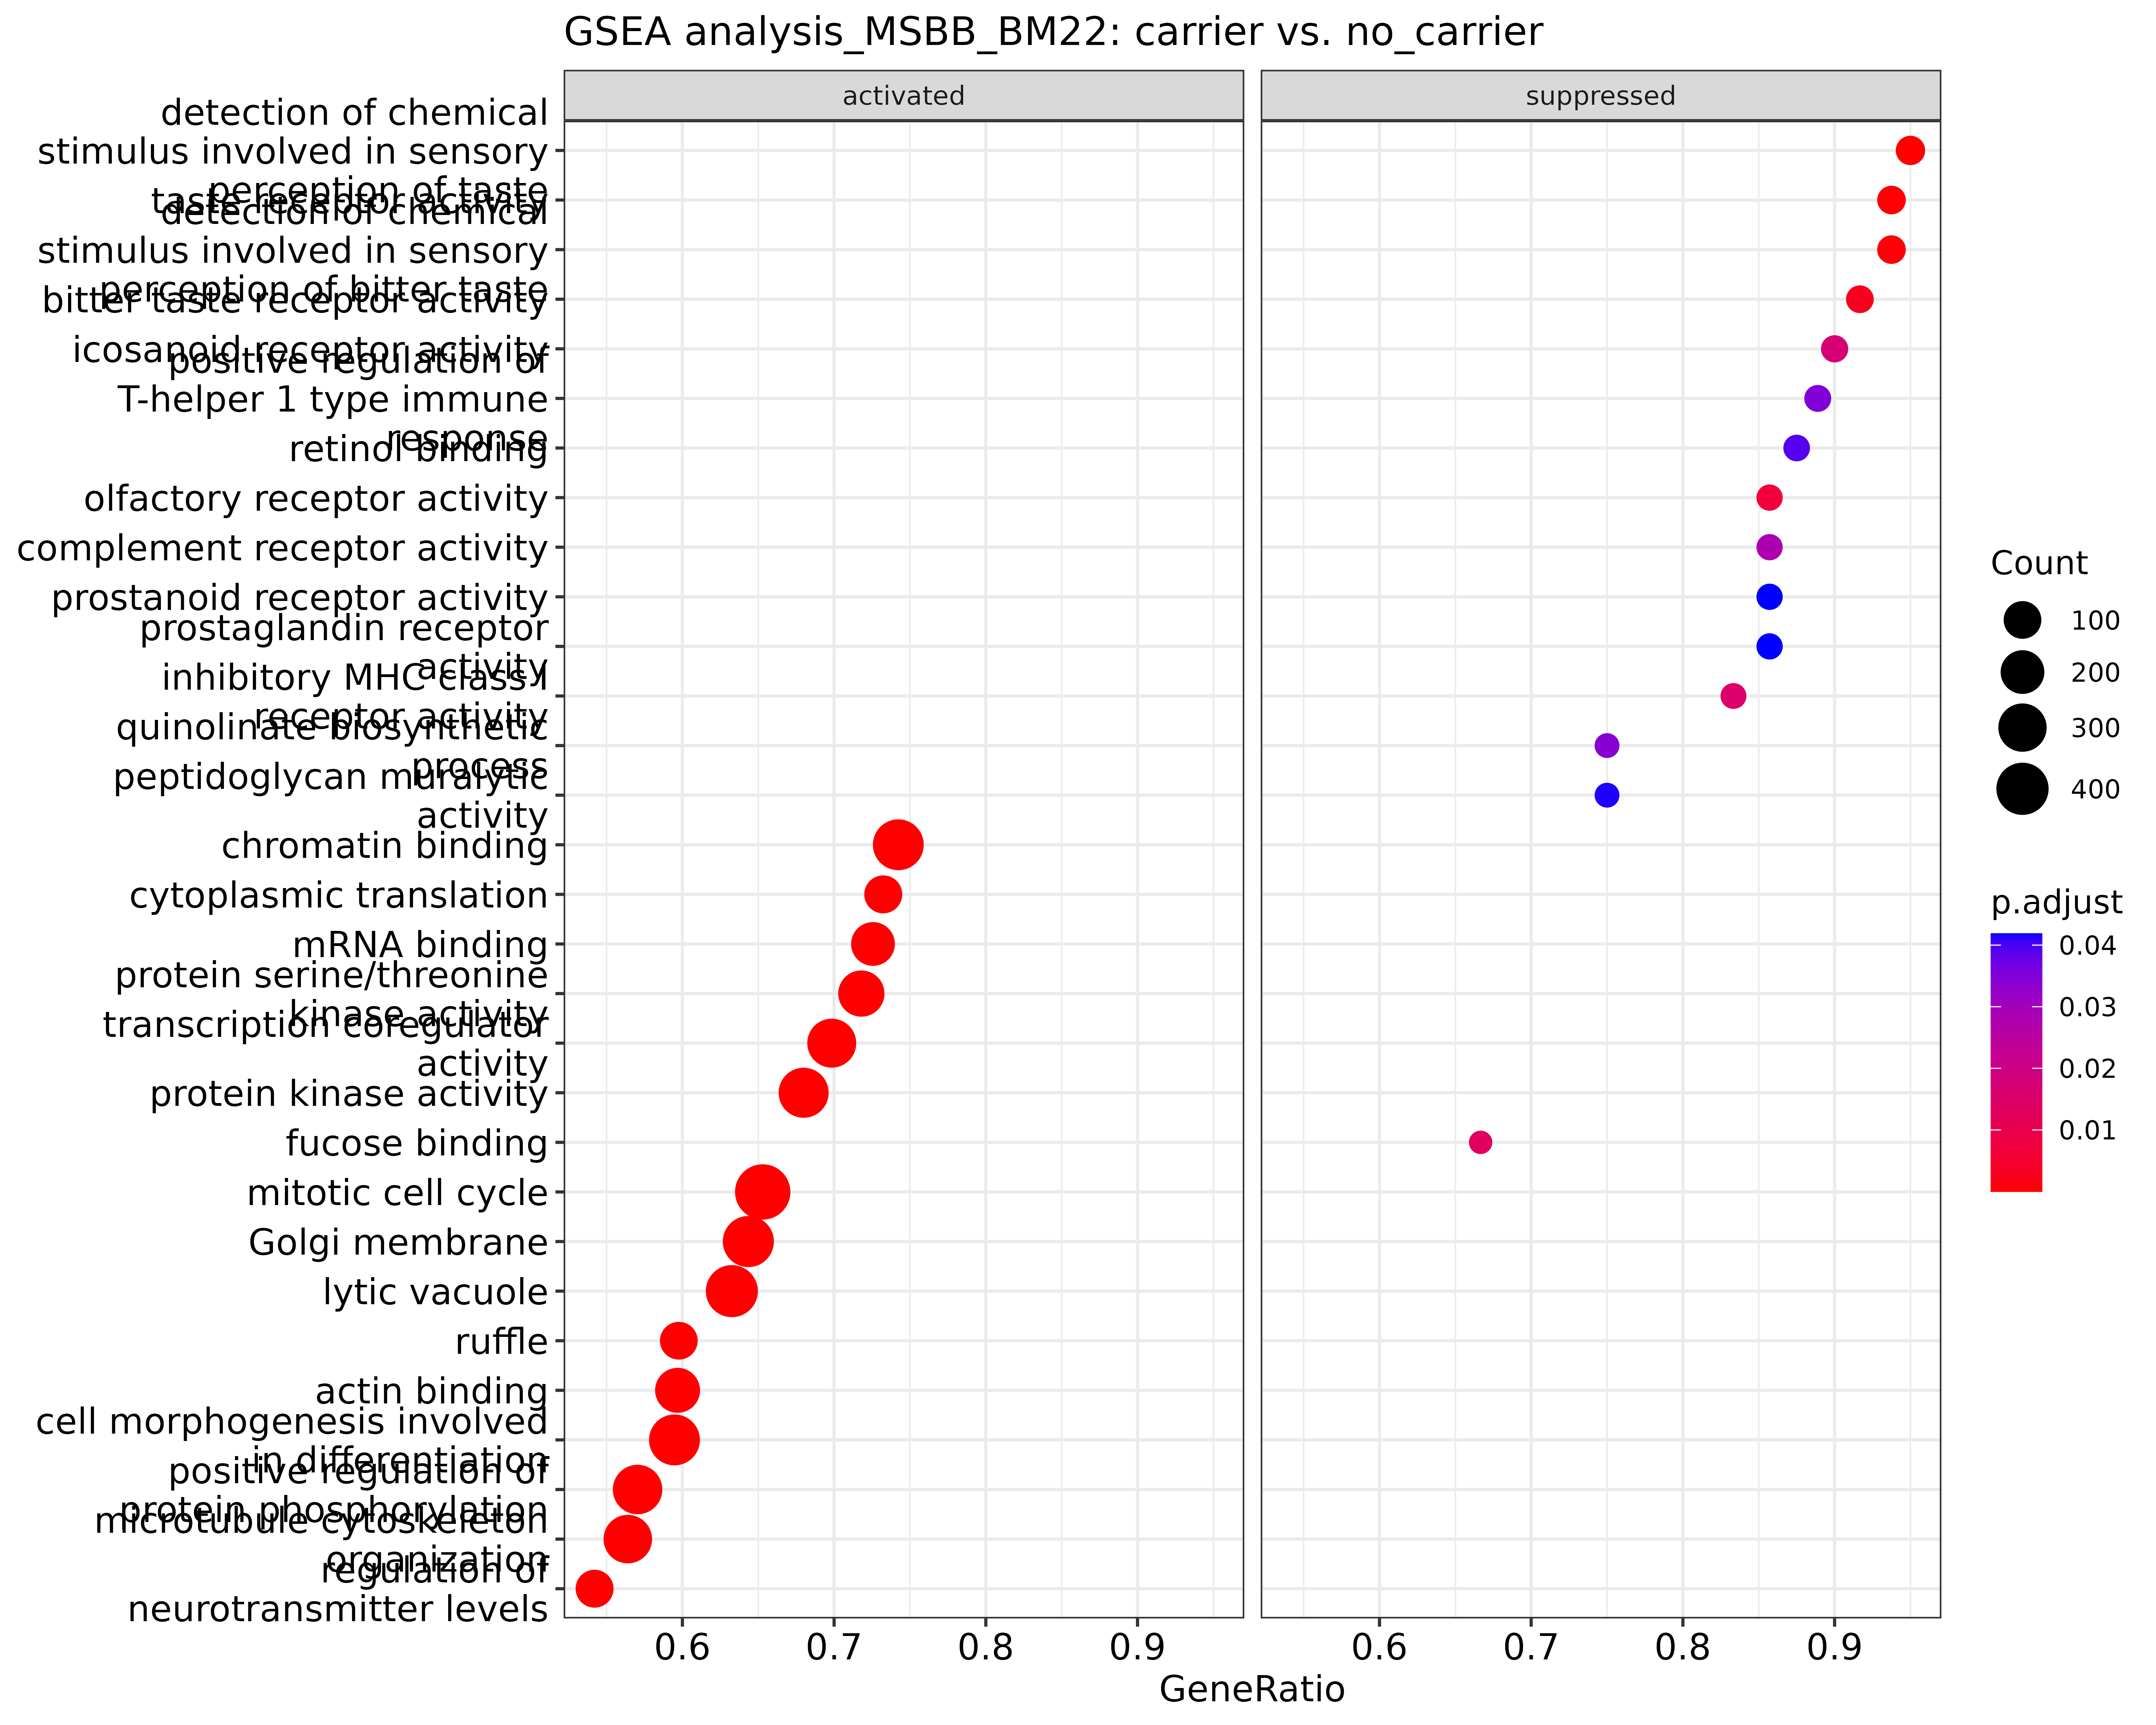 GSEA analysis_MSBB_BM22: carrier vs. no_carrier
activated
suppressed
detection of chemical
stimulus involved in sensory
perception of taste
taste receptor activity
detection of chemical
stimulus involved in sensory
perception of bitter taste
bitter taste receptor activity
icosanoid receptor activity
positive regulation of
T-helper 1 type immune
response
retinol binding
olfactory receptor activity
complement receptor activity
prostanoid receptor activity
prostaglandin receptor
activity
inhibitory MHC class I
receptor activity
quinolinate biosynthetic
process
peptidoglycan muralytic
activity
chromatin binding
cytoplasmic translation
mRNA binding
protein serine/threonine
kinase activity
transcription coregulator
activity
protein kinase activity
fucose binding
mitotic cell cycle
Golgi membrane
lytic vacuole
ruffle
actin binding
cell morphogenesis involved
in differentiation
positive regulation of
protein phosphorylation
microtubule cytoskeleton
organization
regulation of
neurotransmitter levels
0.6 0.7 0.8 0.9
0.6 0.7 0.8 0.9
GeneRatio
Count
100
200
300
400
p.adjust
0.04
0.03
0.02
0.01